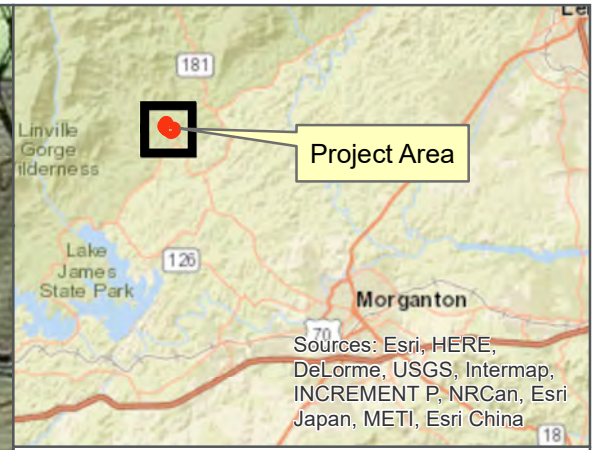 Le
181
Linville
Gorge
ilderness
Project Area
Lake
James
State Park
126
Morganton
70
Sources: Esri, HERE,
DeLorme, USGS, Intermap,
INCREMENT P, NRCan, Esri
Japan, METI, Esri China
18